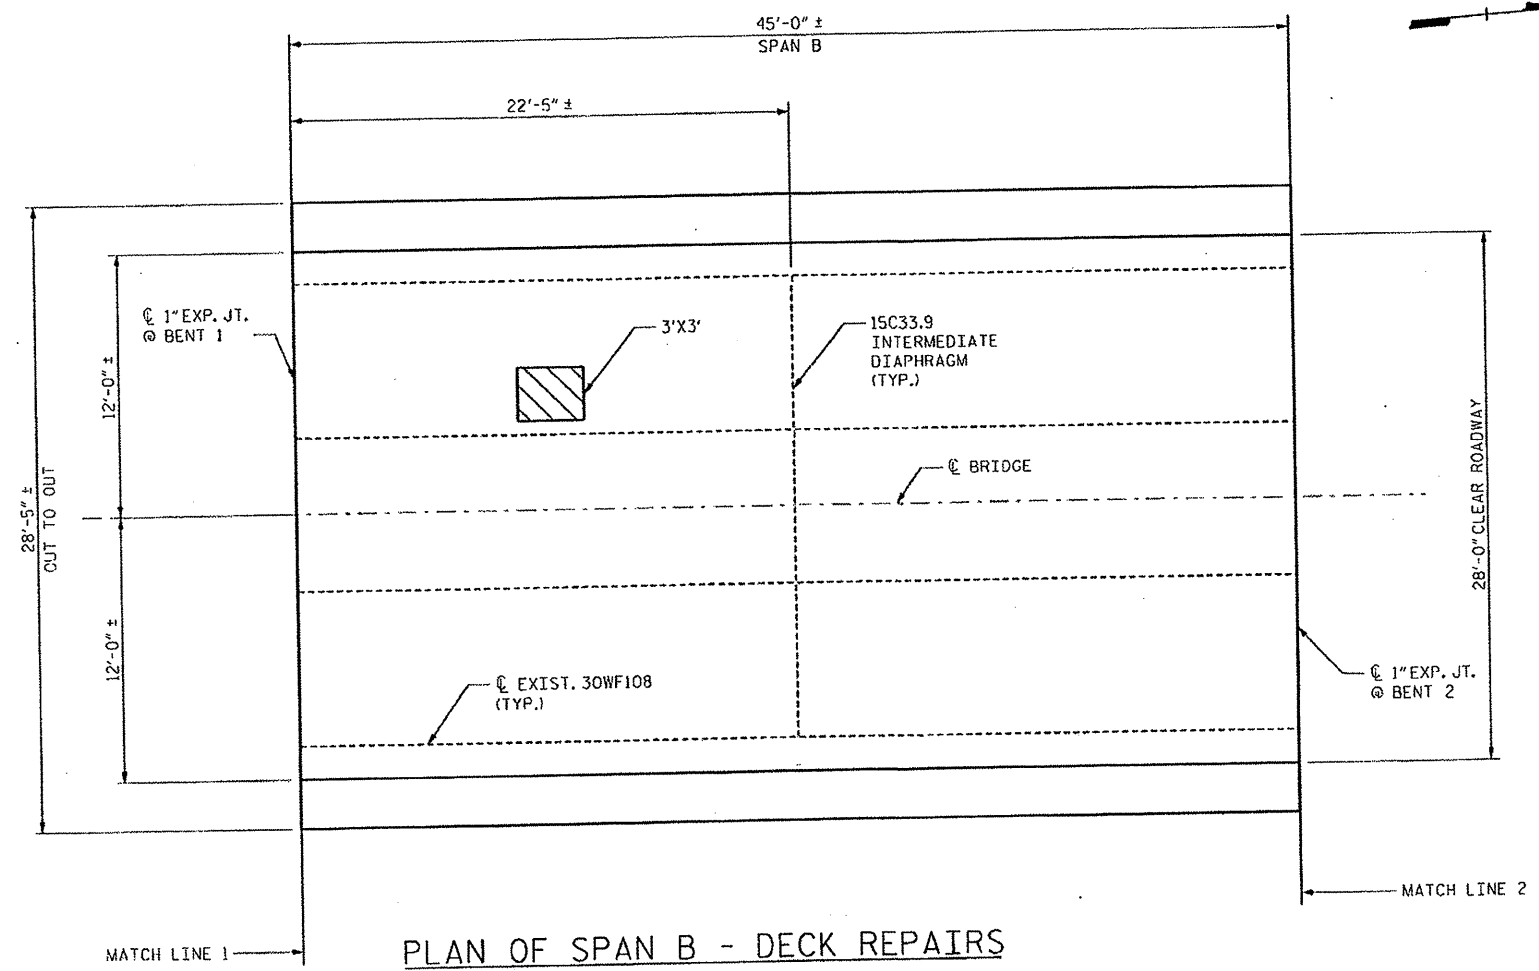 45'-0" ±
SPAN B
22'-6" ±
℄ 1" EXP. JT.
@ BENT 1
3'X3'
15C33.9
INTERMEDIATE
DIAPHRAGM
(TYP.)
12'-0" ±
28'-5" ±
OUT TO OUT
℄ BRIDGE
28'-0" CLEAR ROADWAY
12'-0" ±
℄ EXIST. 30WF108
(TYP.)
℄ 1" EXP. JT.
@ BENT 2
MATCH LINE 2
MATCH LINE 1
PLAN OF SPAN B - DECK REPAIRS